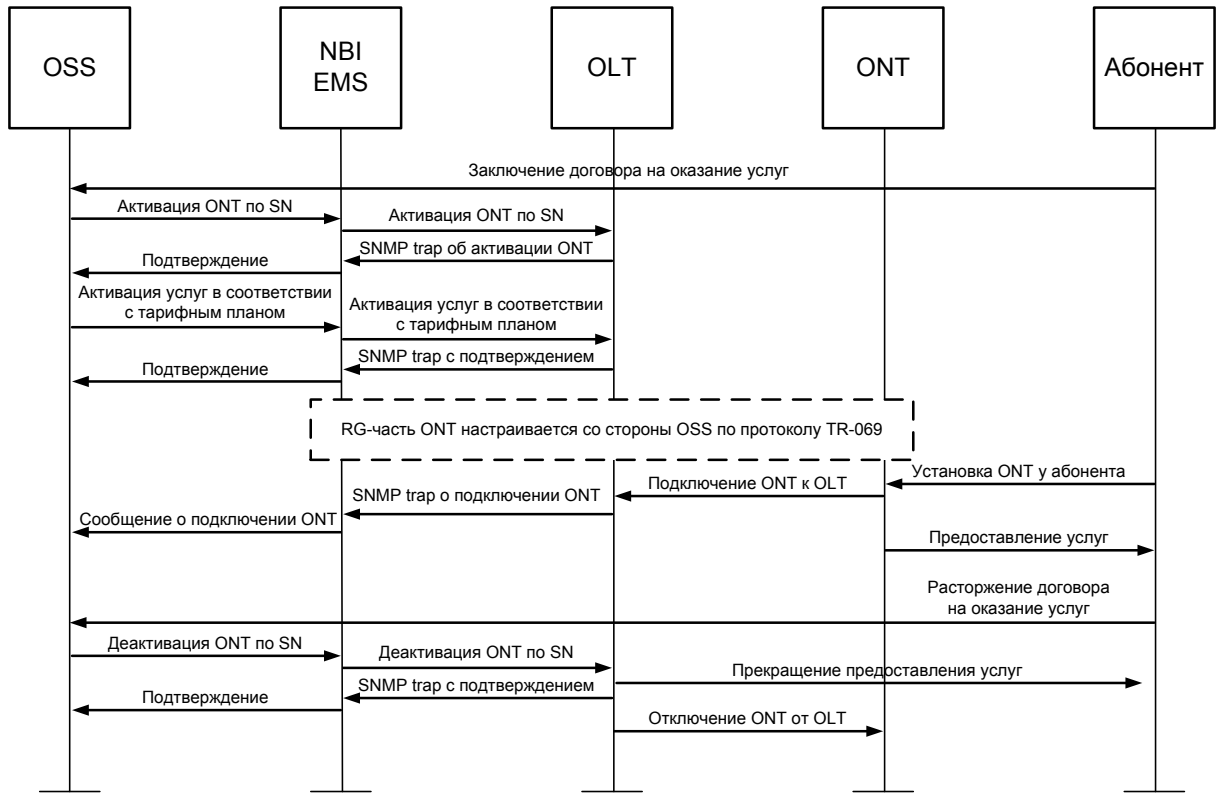 OSS
NBI
EMS
OLT
ONT
Абонент
Заключение договора на оказание услуг
Активация ONT по SN
Активация ONT по SN
SNMP trap об активации ONT
Подтверждение
Активация услуг в соответствии
с тарифным планом
Активация услуг в соответствии
с тарифным планом
SNMP trap с подтверждением
Подтверждение
RG-часть ONT настраивается со стороны OSS по протоколу TR-069
Установка ONT у абонента
Подключение ONT к OLT
SNMP trap о подключении ONT
Сообщение о подключении ONT
Предоставление услуг
Расторжение договора
на оказание услуг
Деактивация ONT по SN
Деактивация ONT по SN
Прекращение предоставления услуг
SNMP trap с подтверждением
Подтверждение
Отключение ONT от OLT